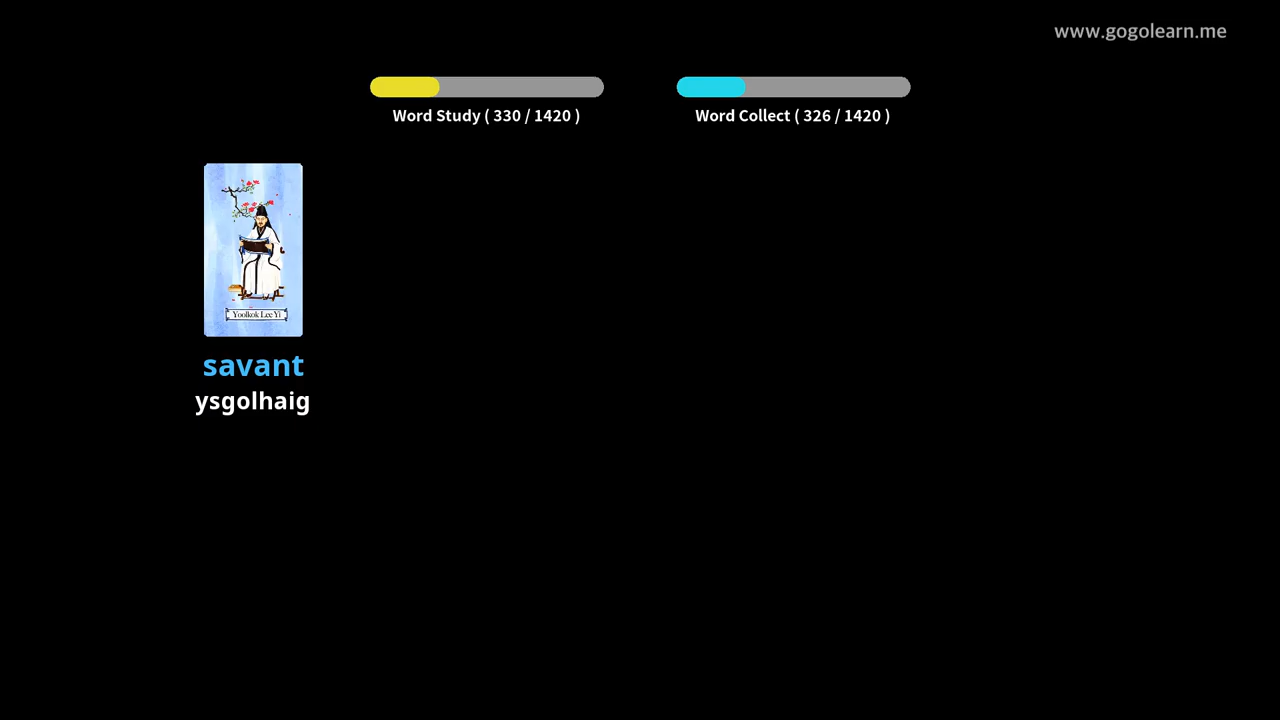 www.gogolearn.me
Word Study ( 330 / 1420 )
Word Collect ( 326 / 1420 )
Yoolkok Lee Yi
savant
ysgolhaig